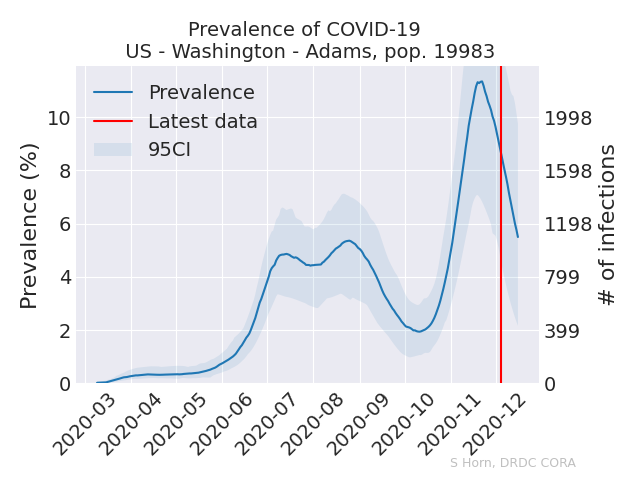 Prevalence of COVID-19
US - Washington - Adams, pop. 19983
Prevalence
Latest data
95CI
Prevalence (%)
10
8
6
4
2
0
1998
1598
1198
799
399
0
# of infections
2020-03
2020-04
2020-05
2020-06
2020-07
2020-08
2020-09
2020-10
2020-11
2020-12
S Horn, DRDC CORA